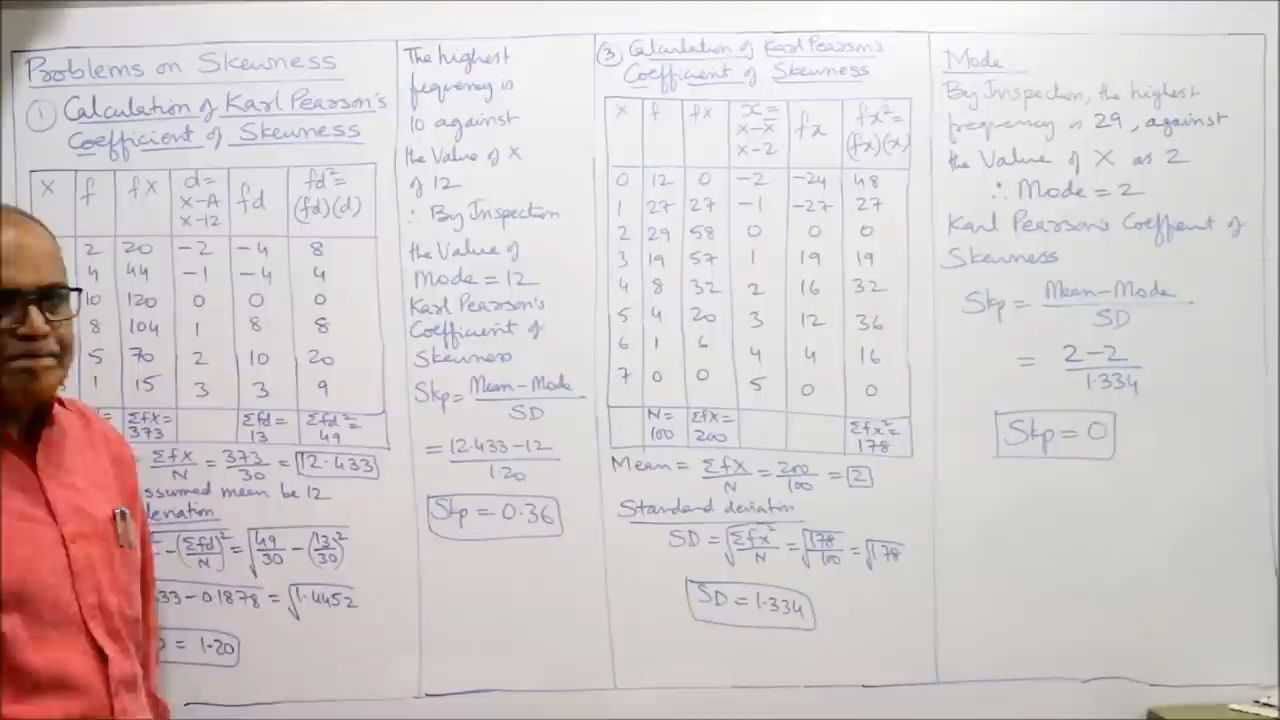 Problems on Skewness
① Calculation of Karl Pearson's
Coefficient of Skewness
X f fX d= fd fd²=
X-A (fd)(d)
X-12
2 20 -2 -4 8
4 44 -1 -4 4
10 120 0 0 0
8 104 1 8 8
5 70 2 10 20
1 15 3 3 9
ΣfX= Σfd= Σfd²=
373 13 49
ΣfX/N = 373/30 = 12.433
ssumed mean be 12
deviation
-(Σfd/N)² = √49/30 - (13/30)²
33-0.1878 = √1.4452
= 1.20
The highest
frequency is
10 against
the Value of X
of 12
∴ By Inspection
the Value of
Mode = 12
Karl Pearson's
Coefficient of
Skewness
Skp = Mean-Mode/SD
= 12.433-12/1.20
Skp = 0.36
③ Calculation of Karl Pearson's
Coefficient of Skewness
X f fX x= fx fx²=
X-X̄ (fx)(x)
X-2
0 12 0 -2 -24 48
1 27 27 -1 -27 27
2 29 58 0 0 0
3 19 57 1 19 19
4 8 32 2 16 32
5 4 20 3 12 36
6 1 6 4 4 16
7 0 0 5 0 0
N= ΣfX= Σfx²=
100 200 178
Mean = ΣfX/N = 200/100 = 2
Standard deviation
SD = √Σfx²/N = √178/100 = √1.78
SD = 1.334
Mode
By Inspection, the highest
frequency is 29, against
the Value of X as 2
∴ Mode = 2
Karl Pearson's Coefficient of
Skewness
Skp = Mean-Mode/SD
= 2-2/1.334
Skp = 0